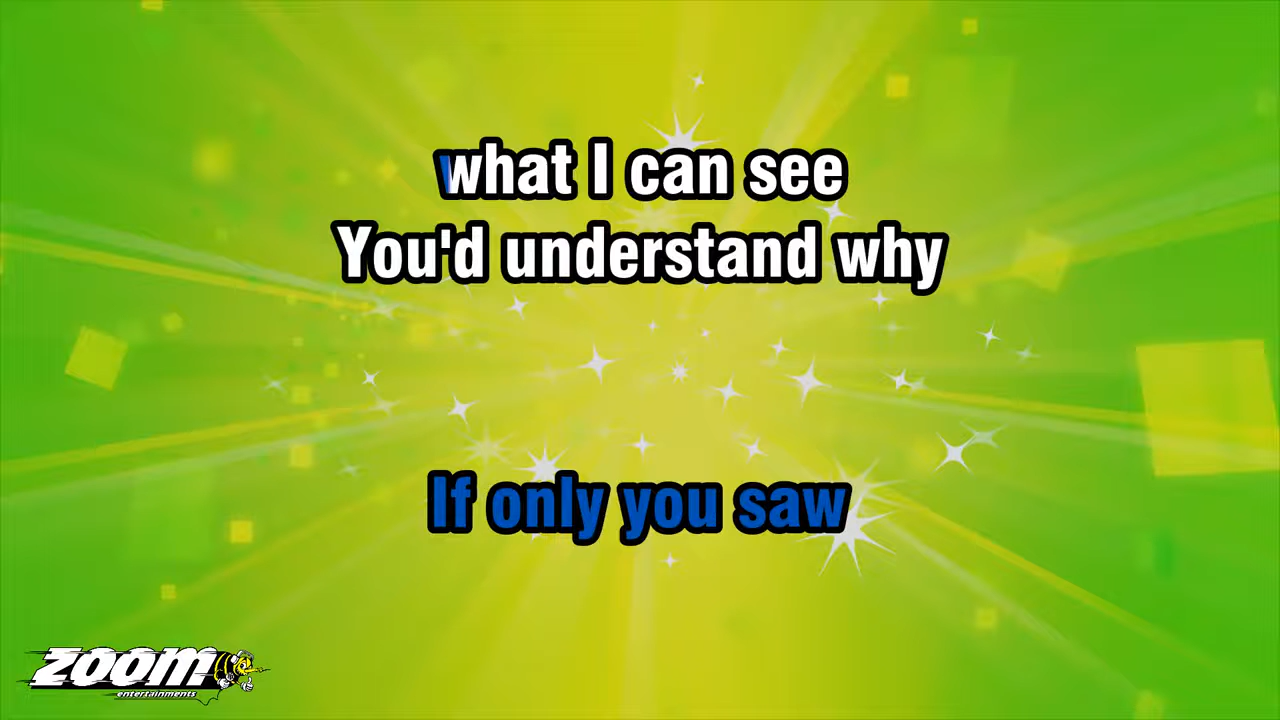 what I can see
You'd understand why
If only you saw
ZOOM
entertainments